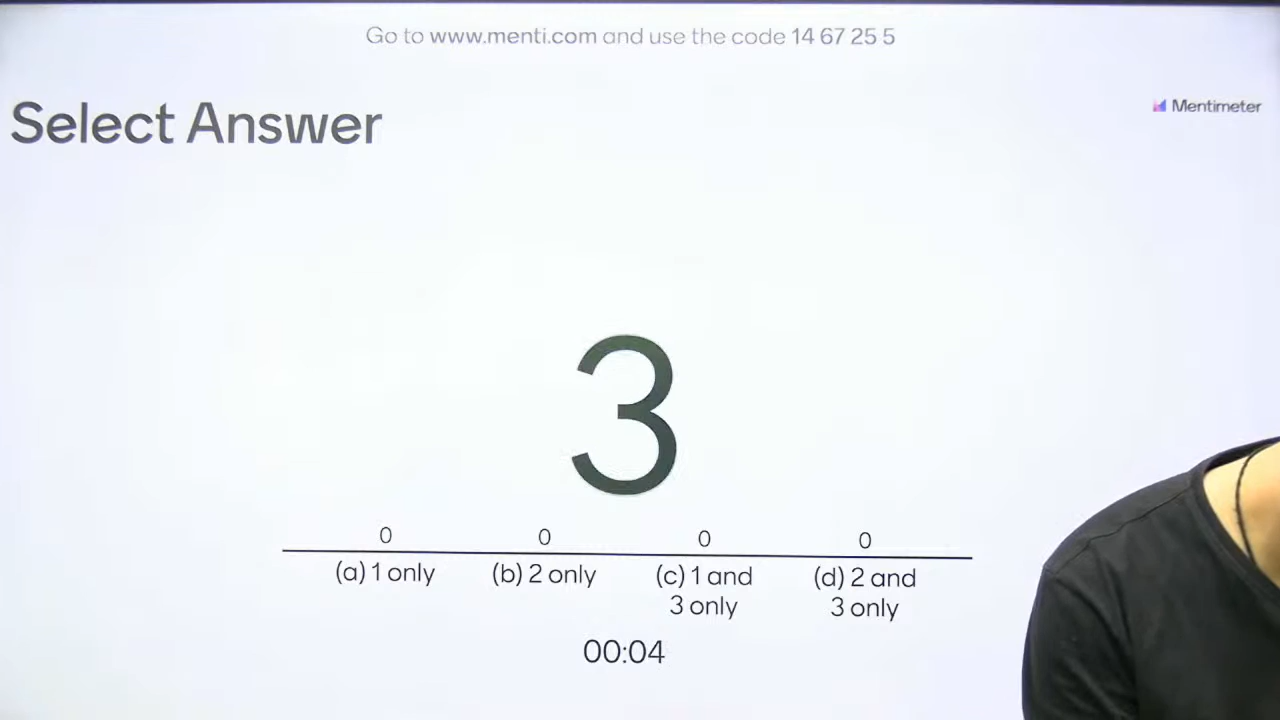 Go to www.menti.com and use the code 14 67 25 5
Mentimeter
Select Answer
3
0 0 0 0
(a) 1 only (b) 2 only (c) 1 and 3 only (d) 2 and 3 only
00:04